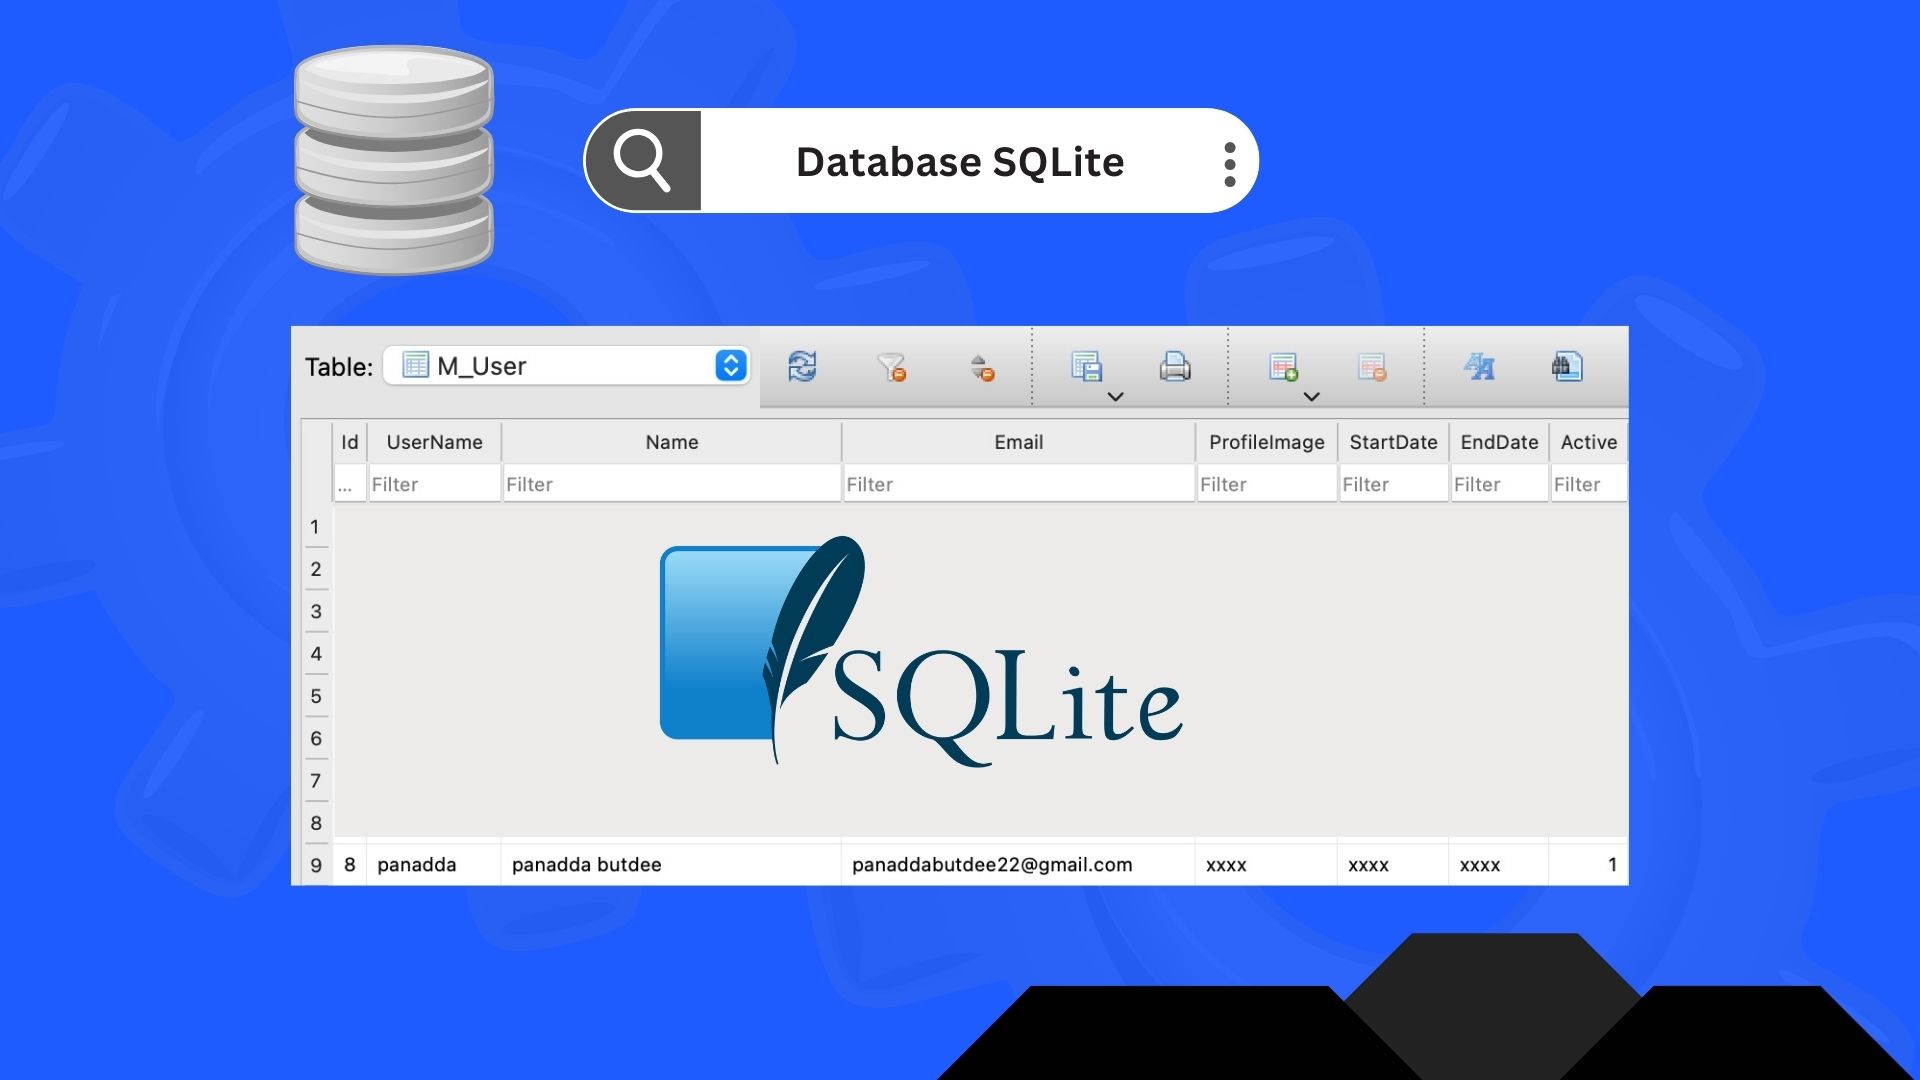 Database SQLite
Table: M_User
Id UserName Name Email ProfileImage StartDate EndDate Active
... Filter Filter Filter Filter Filter Filter Filter
1
2
3
4
5
6
7
8
SQLite
9 8 panadda panadda butdee panaddabutdee22@gmail.com xxxx xxxx xxxx 1